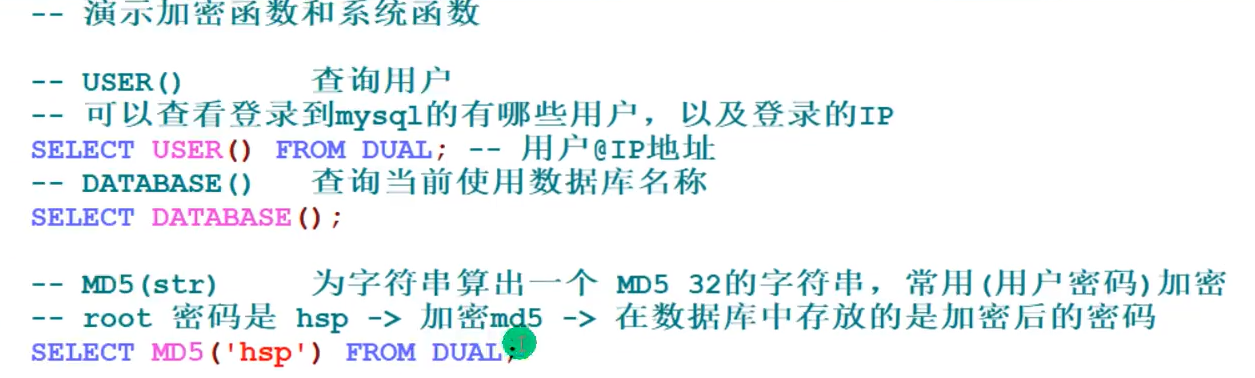 -- 演示加密函数和系统函数
-- USER() 查询用户
-- 可以查看登录到mysql的有哪些用户，以及登录的IP
SELECT USER() FROM DUAL; -- 用户@IP地址
-- DATABASE() 查询当前使用数据库名称
SELECT DATABASE();
-- MD5(str) 为字符串算出一个 MD5 32的字符串，常用(用户密码)加密
-- root 密码是 hsp -> 加密md5 -> 在数据库中存放的是加密后的密码
SELECT MD5('hsp') FROM DUAL;